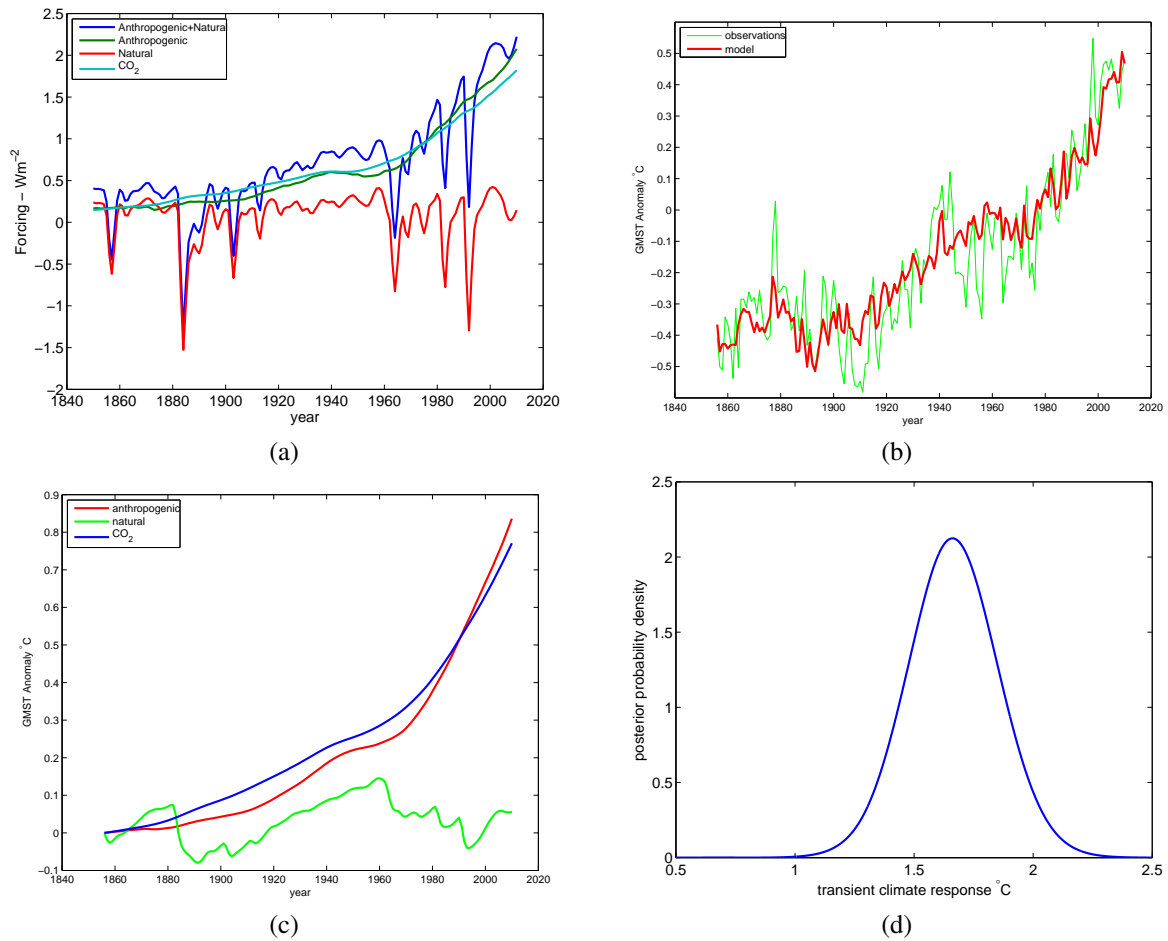 Anthropogenic+Natural
Anthropogenic
Natural
CO2
Forcing − Wm−2
2.5
2
1.5
1
0.5
0
−0.5
−1
−1.5
−2
1840 1860 1880 1900 1920 1940 1960 1980 2000 2020
year
(a)
observations
model
GMST Anomaly °C
0.5
0.4
0.3
0.2
0.1
0
−0.1
−0.2
−0.3
−0.4
−0.5
1840 1860 1880 1900 1920 1940 1960 1980 2000 2020
year
(b)
anthropogenic
natural
CO2
GMST Anomaly °C
0.9
0.8
0.7
0.6
0.5
0.4
0.3
0.2
0.1
0
−0.1
1840 1860 1880 1900 1920 1940 1960 1980 2000 2020
year
(c)
posterior probability density
2.5
2
1.5
1
0.5
0
0.5 1 1.5 2 2.5
transient climate response °C
(d)